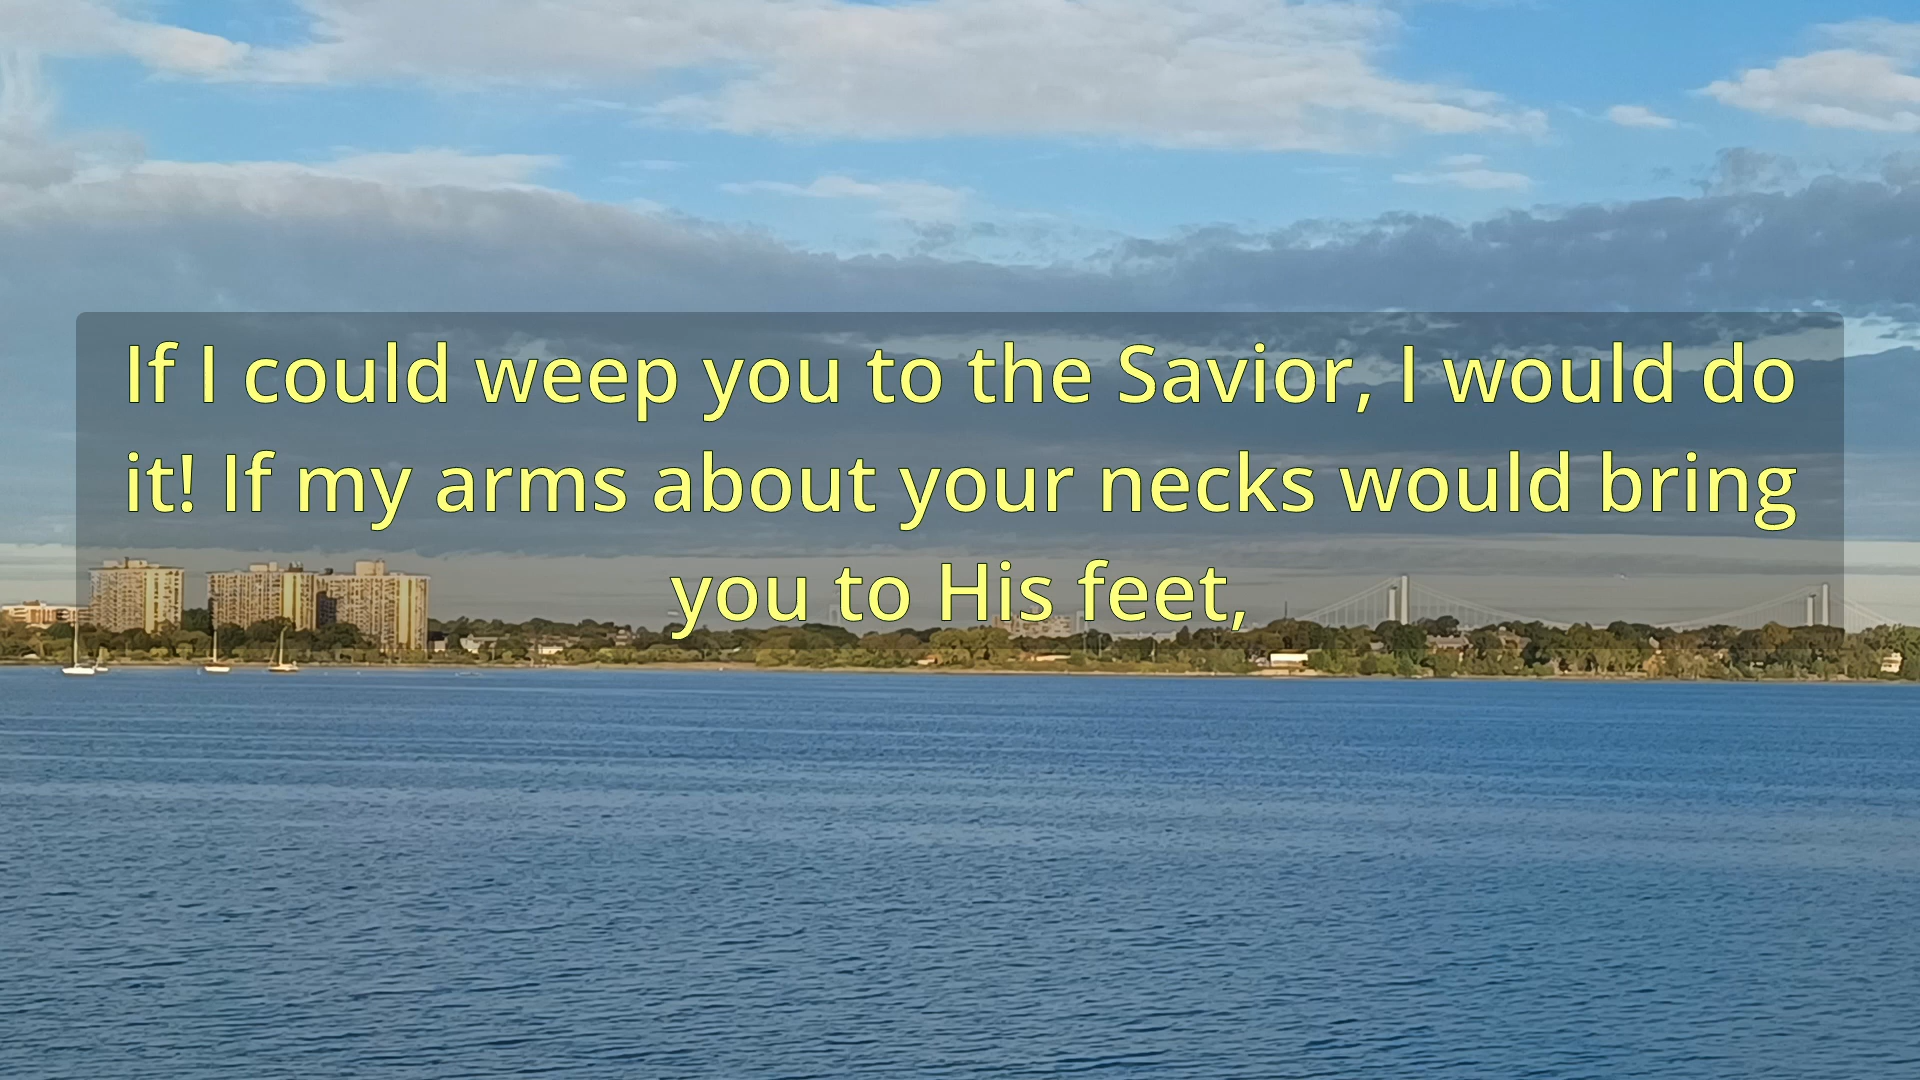 If I could weep you to the Savior, I would do
it! If my arms about your necks would bring
you to His feet,